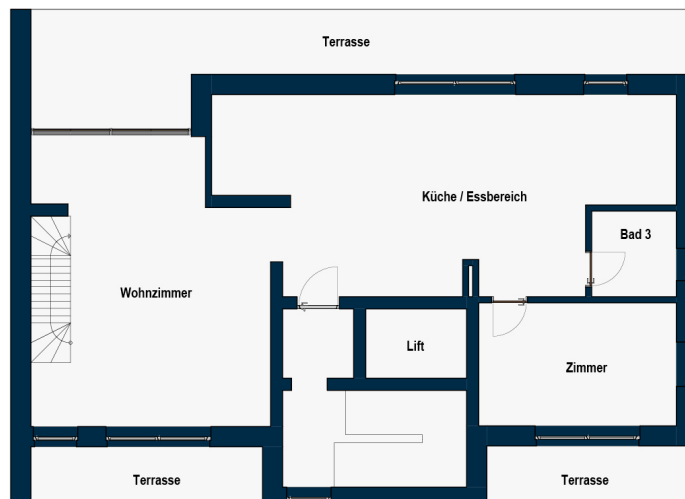 Terrasse
Küche / Essbereich
Bad 3
Wohnzimmer
Lift
Zimmer
Terrasse
Terrasse